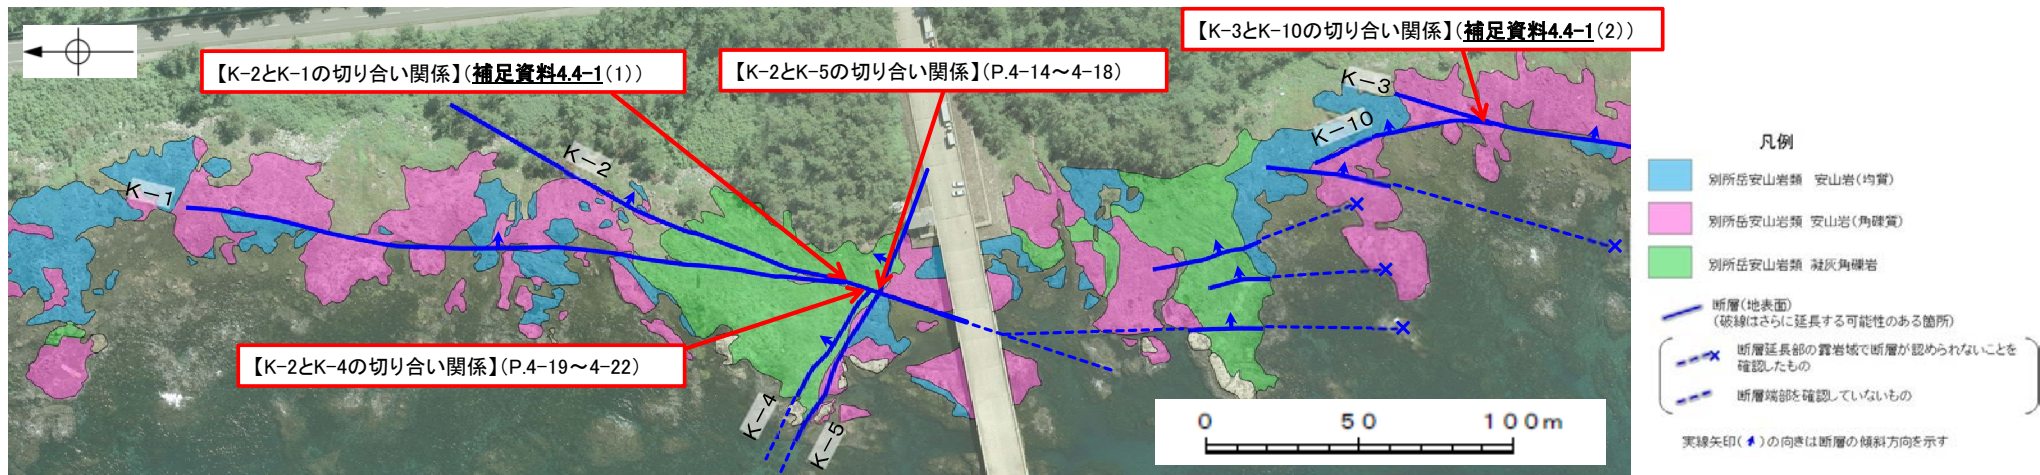 【K-3とK-10の切り合い関係】(補足資料4.4-1(2))
【K-2とK-1の切り合い関係】(補足資料4.4-1(1))
【K-2とK-5の切り合い関係】(P.4-14～4-18)
K-3
K-10
K-2
K-1
【K-2とK-4の切り合い関係】(P.4-19～4-22)
K-4
K-5
0 50 100m
凡例
別所岳安山岩類 安山岩(均質)
別所岳安山岩類 安山岩(角礫質)
別所岳安山岩類 凝灰角礫岩
断層(地表面)
(破線はさらに延長する可能性のある箇所)
断層延長部の露岩域で断層が認められないことを
確認したもの
断層端部を確認していないもの
実線矢印( )の向きは断層の傾斜方向を示す